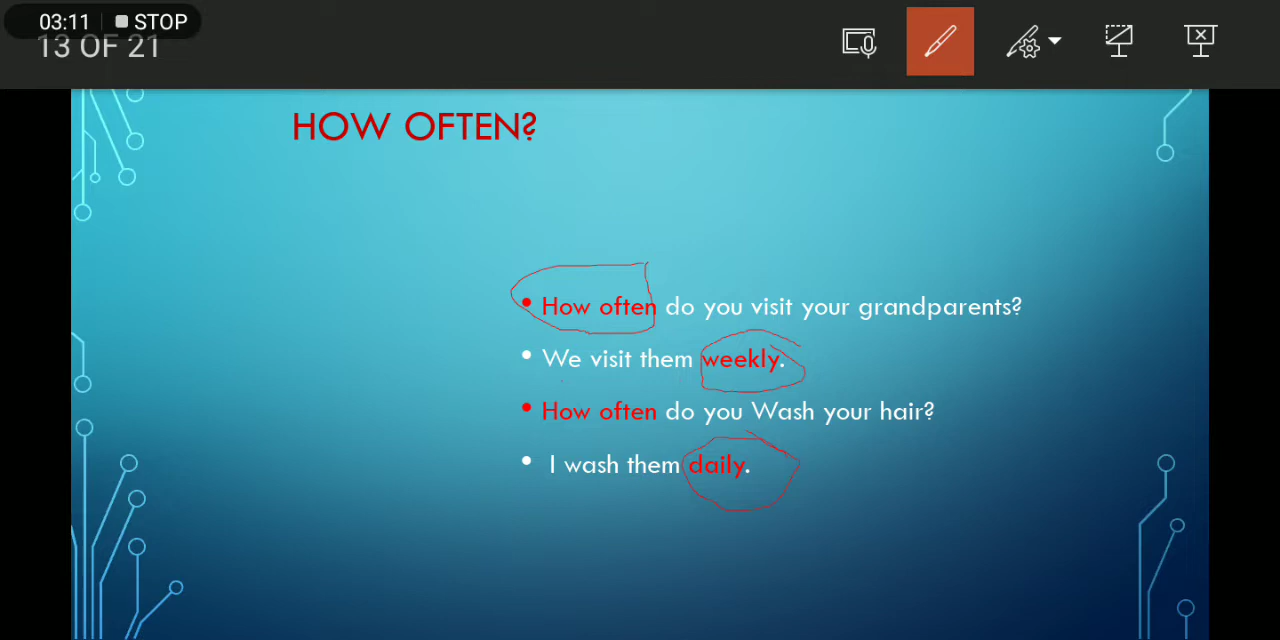 03:11 STOP
13 OF 21
HOW OFTEN?
• How often do you visit your grandparents?
• We visit them weekly.
• How often do you Wash your hair?
• I wash them daily.